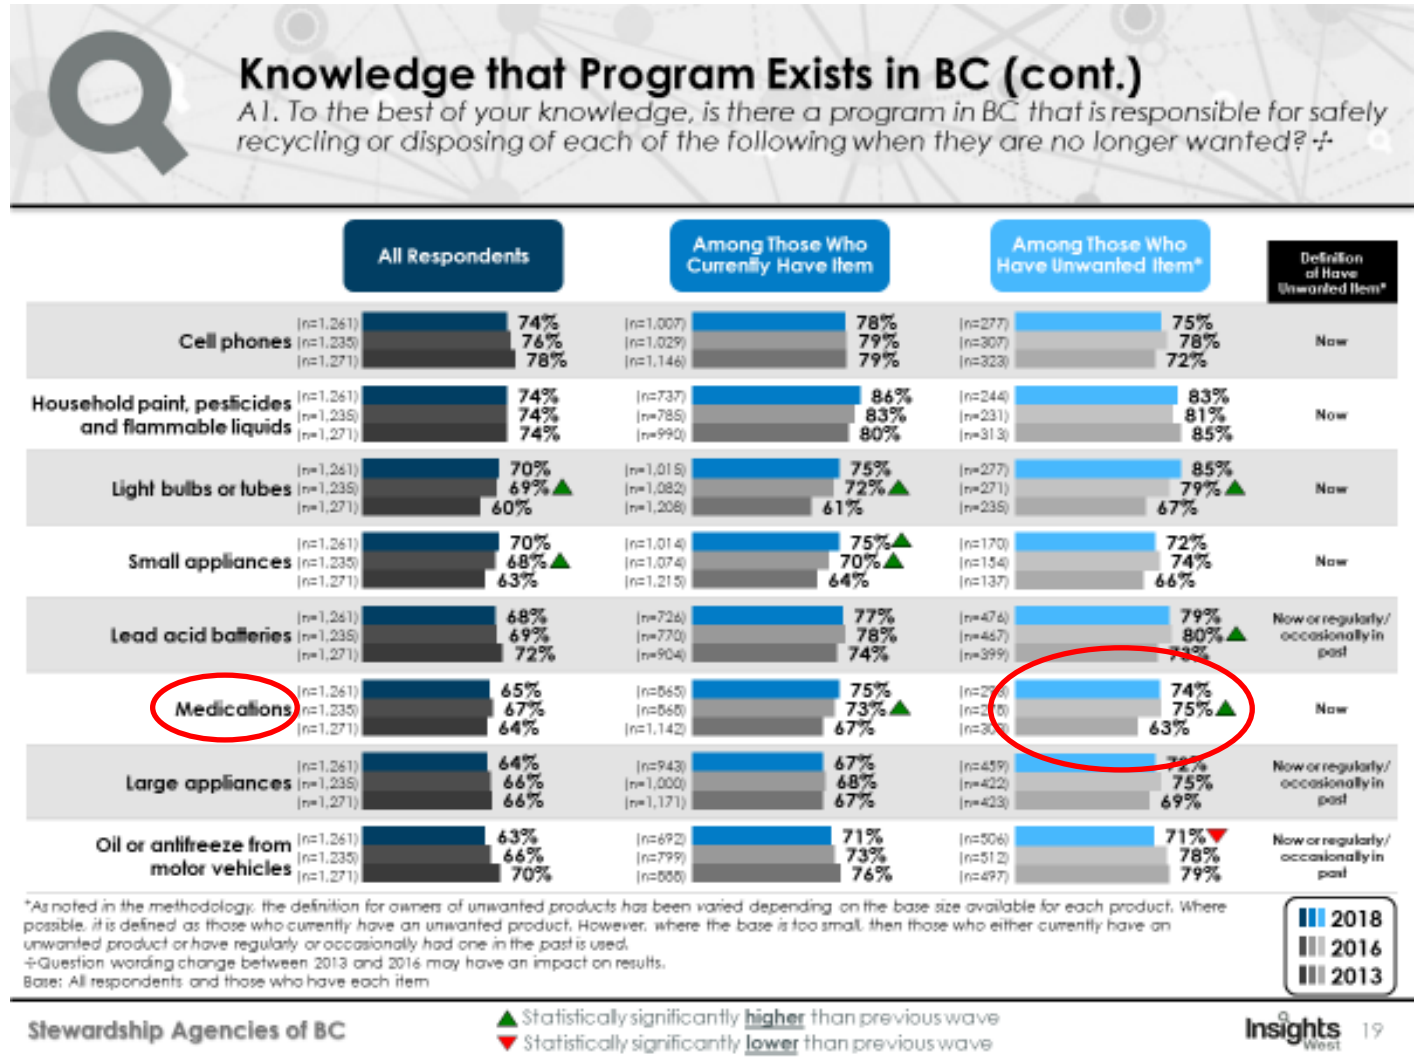 Knowledge that Program Exists in BC (cont.)
A1. To the best of your knowledge, is there a program in BC that is responsible for safely
recycling or disposing of each of the following when they are no longer wanted? ÷
All Respondents
Among Those Who
Currently Have Item
Among Those Who
Have Unwanted Item*
Definition
of Have
Unwanted Item*
Cell phones
(n=1,261) 74% (n=1,007) 78% (n=277) 75%
(n=1,235) 76% (n=1,029) 79% (n=307) 78%
(n=1,271) 78% (n=1,146) 79% (n=323) 72%
Now
Household paint, pesticides
and flammable liquids
(n=1,261) 74% (n=737) 86% (n=244) 83%
(n=1,235) 74% (n=785) 83% (n=231) 81%
(n=1,271) 74% (n=990) 80% (n=313) 85%
Now
Light bulbs or tubes
(n=1,261) 70% (n=1,015) 75% (n=277) 85%
(n=1,235) 69% (n=1,082) 72% (n=271) 79%
(n=1,271) 60% (n=1,208) 61% (n=235) 67%
Now
Small appliances
(n=1,261) 70% (n=1,014) 75% (n=170) 72%
(n=1,235) 68% (n=1,074) 70% (n=154) 74%
(n=1,271) 63% (n=1,215) 64% (n=137) 66%
Now
Lead acid batteries
(n=1,261) 68% (n=726) 77% (n=476) 79%
(n=1,235) 69% (n=770) 78% (n=467) 80%
(n=1,271) 72% (n=904) 74% (n=399) 73%
Now or regularly/
occasionally in
past
Medications
(n=1,261) 65% (n=865) 75% 74%
(n=1,235) 67% (n=868) 73% 75%
(n=1,271) 64% (n=1,142) 67% 63%
Now
Large appliances
(n=1,261) 64% (n=943) 67% (n=459) 72%
(n=1,235) 66% (n=1,000) 68% (n=422) 75%
(n=1,271) 66% (n=1,171) 67% (n=423) 69%
Now or regularly/
occasionally in
past
Oil or antifreeze from
motor vehicles
(n=1,261) 63% (n=692) 71% (n=506) 71%
(n=1,235) 66% (n=799) 73% (n=512) 78%
(n=1,271) 70% (n=888) 76% (n=497) 79%
Now or regularly/
occasionally in
past
*As noted in the methodology, the definition for owners of unwanted products has been varied depending on the base size available for each product. Where
possible, it is defined as those who currently have an unwanted product. However, where the base is too small, then those who either currently have an
unwanted product or have regularly or occasionally had one in the past is used.
÷Question wording change between 2013 and 2016 may have an impact on results.
Base: All respondents and those who have each item
2018
2016
2013
Stewardship Agencies of BC
Statistically significantly higher than previous wave
Statistically significantly lower than previous wave
Insights
West
19